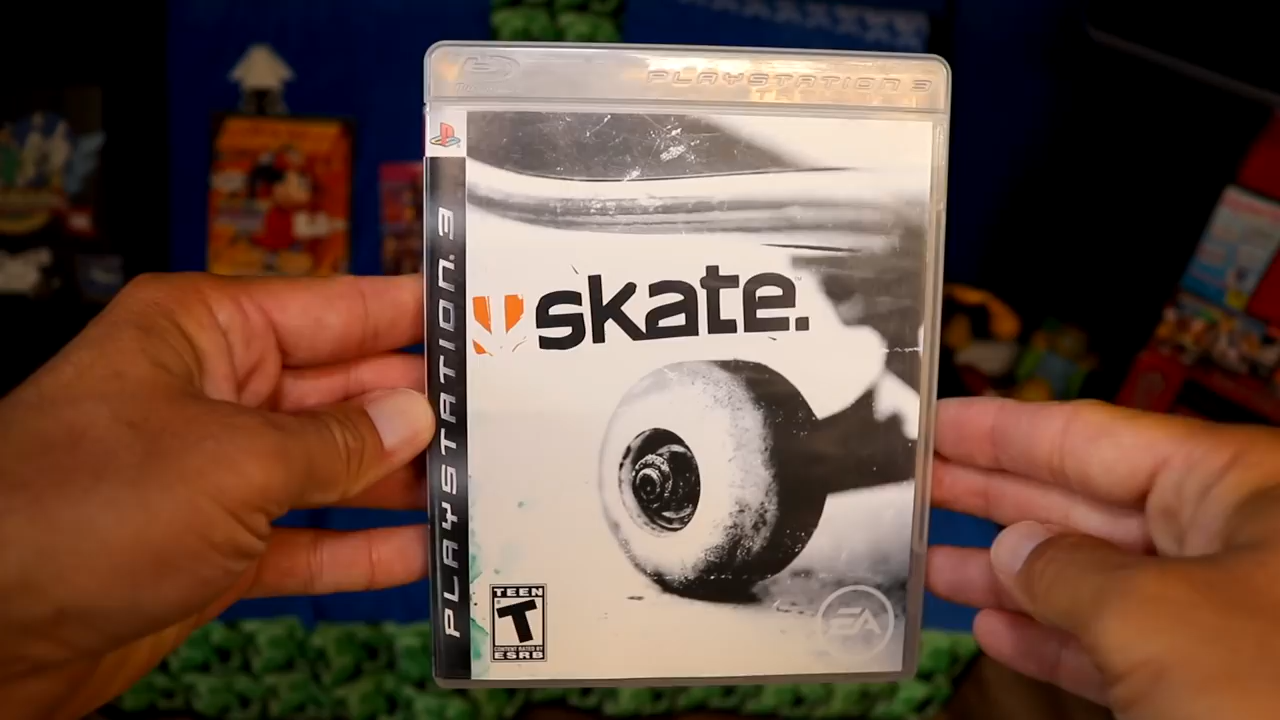 PLAYSTATION 3
PLAYSTATION 3
skate.
TEEN
T
CONTENT RATED BY
ESRB
EA